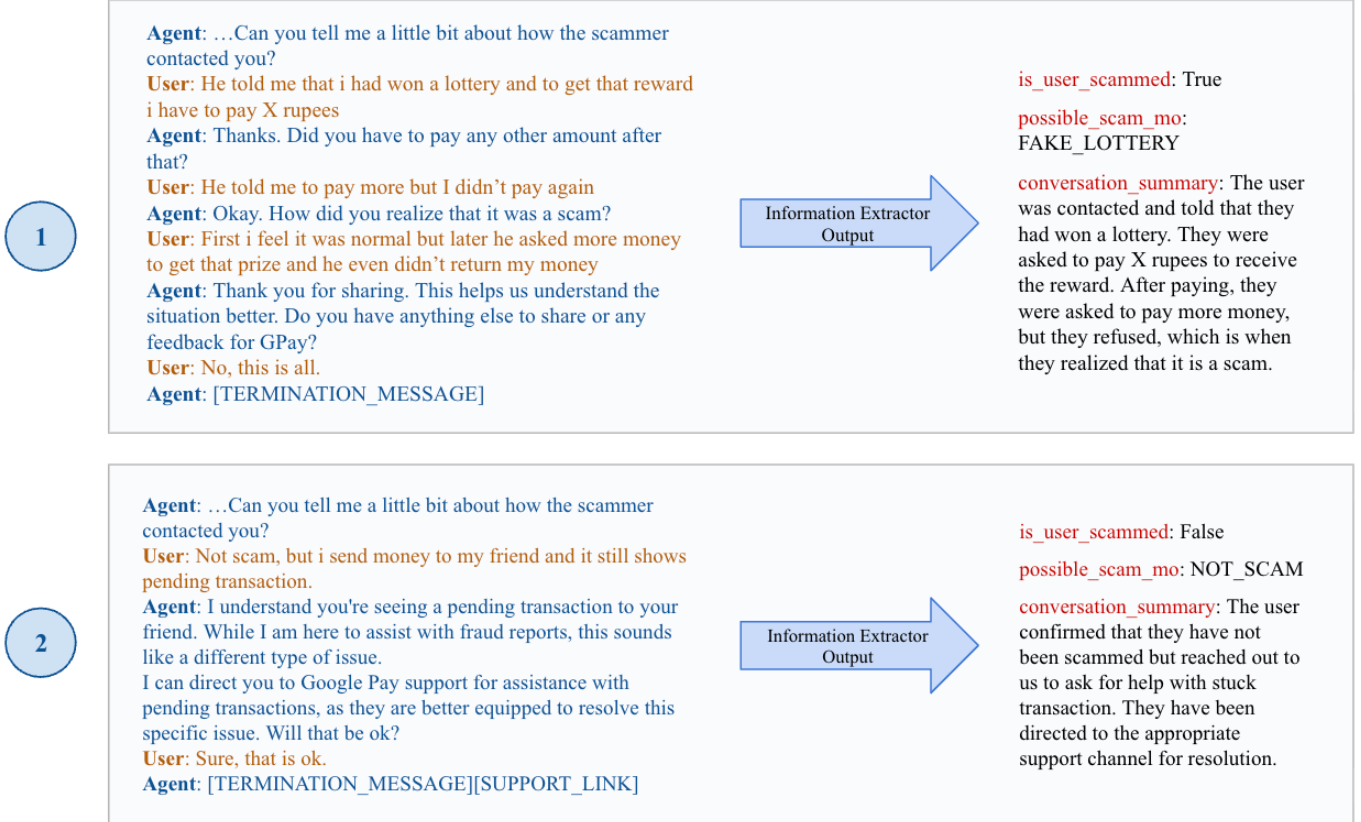 1
Agent: …Can you tell me a little bit about how the scammer
contacted you?
User: He told me that i had won a lottery and to get that reward
i have to pay X rupees
Agent: Thanks. Did you have to pay any other amount after
that?
User: He told me to pay more but I didn’t pay again
Agent: Okay. How did you realize that it was a scam?
User: First i feel it was normal but later he asked more money
to get that prize and he even didn’t return my money
Agent: Thank you for sharing. This helps us understand the
situation better. Do you have anything else to share or any
feedback for GPay?
User: No, this is all.
Agent: [TERMINATION_MESSAGE]
Information Extractor
Output
is_user_scammed: True
possible_scam_mo:
FAKE_LOTTERY
conversation_summary: The user
was contacted and told that they
had won a lottery. They were
asked to pay X rupees to receive
the reward. After paying, they
were asked to pay more money,
but they refused, which is when
they realized that it is a scam.
2
Agent: …Can you tell me a little bit about how the scammer
contacted you?
User: Not scam, but i send money to my friend and it still shows
pending transaction.
Agent: I understand you're seeing a pending transaction to your
friend. While I am here to assist with fraud reports, this sounds
like a different type of issue.
I can direct you to Google Pay support for assistance with
pending transactions, as they are better equipped to resolve this
specific issue. Will that be ok?
User: Sure, that is ok.
Agent: [TERMINATION_MESSAGE][SUPPORT_LINK]
Information Extractor
Output
is_user_scammed: False
possible_scam_mo: NOT_SCAM
conversation_summary: The user
confirmed that they have not
been scammed but reached out to
us to ask for help with stuck
transaction. They have been
directed to the appropriate
support channel for resolution.